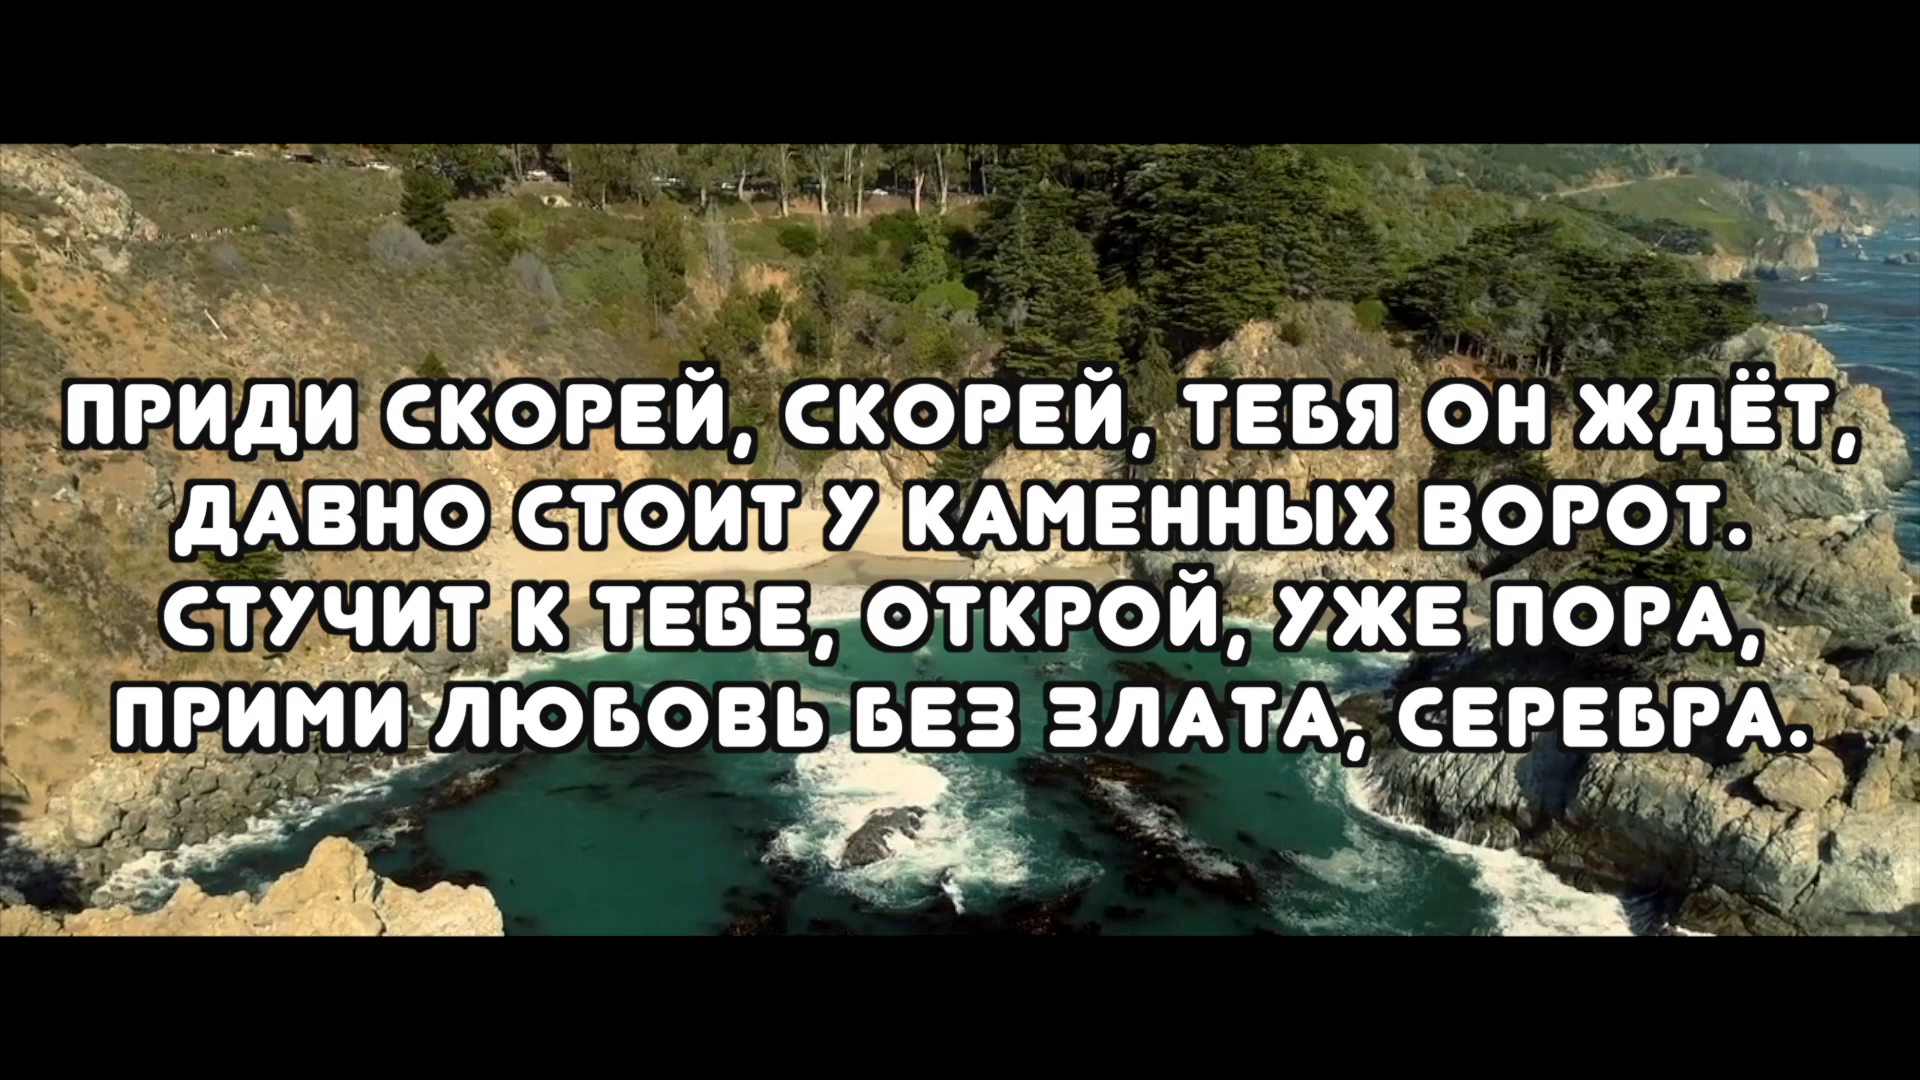 ПРИДИ СКОРЕЙ, СКОРЕЙ, ТЕБЯ ОН ЖДЁТ,
ДАВНО СТОИТ У КАМЕННЫХ ВОРОТ.
СТУЧИТ К ТЕБЕ, ОТКРОЙ, УЖЕ ПОРА,
ПРИМИ ЛЮБОВЬ БЕЗ ЗЛАТА, СЕРЕБРА.